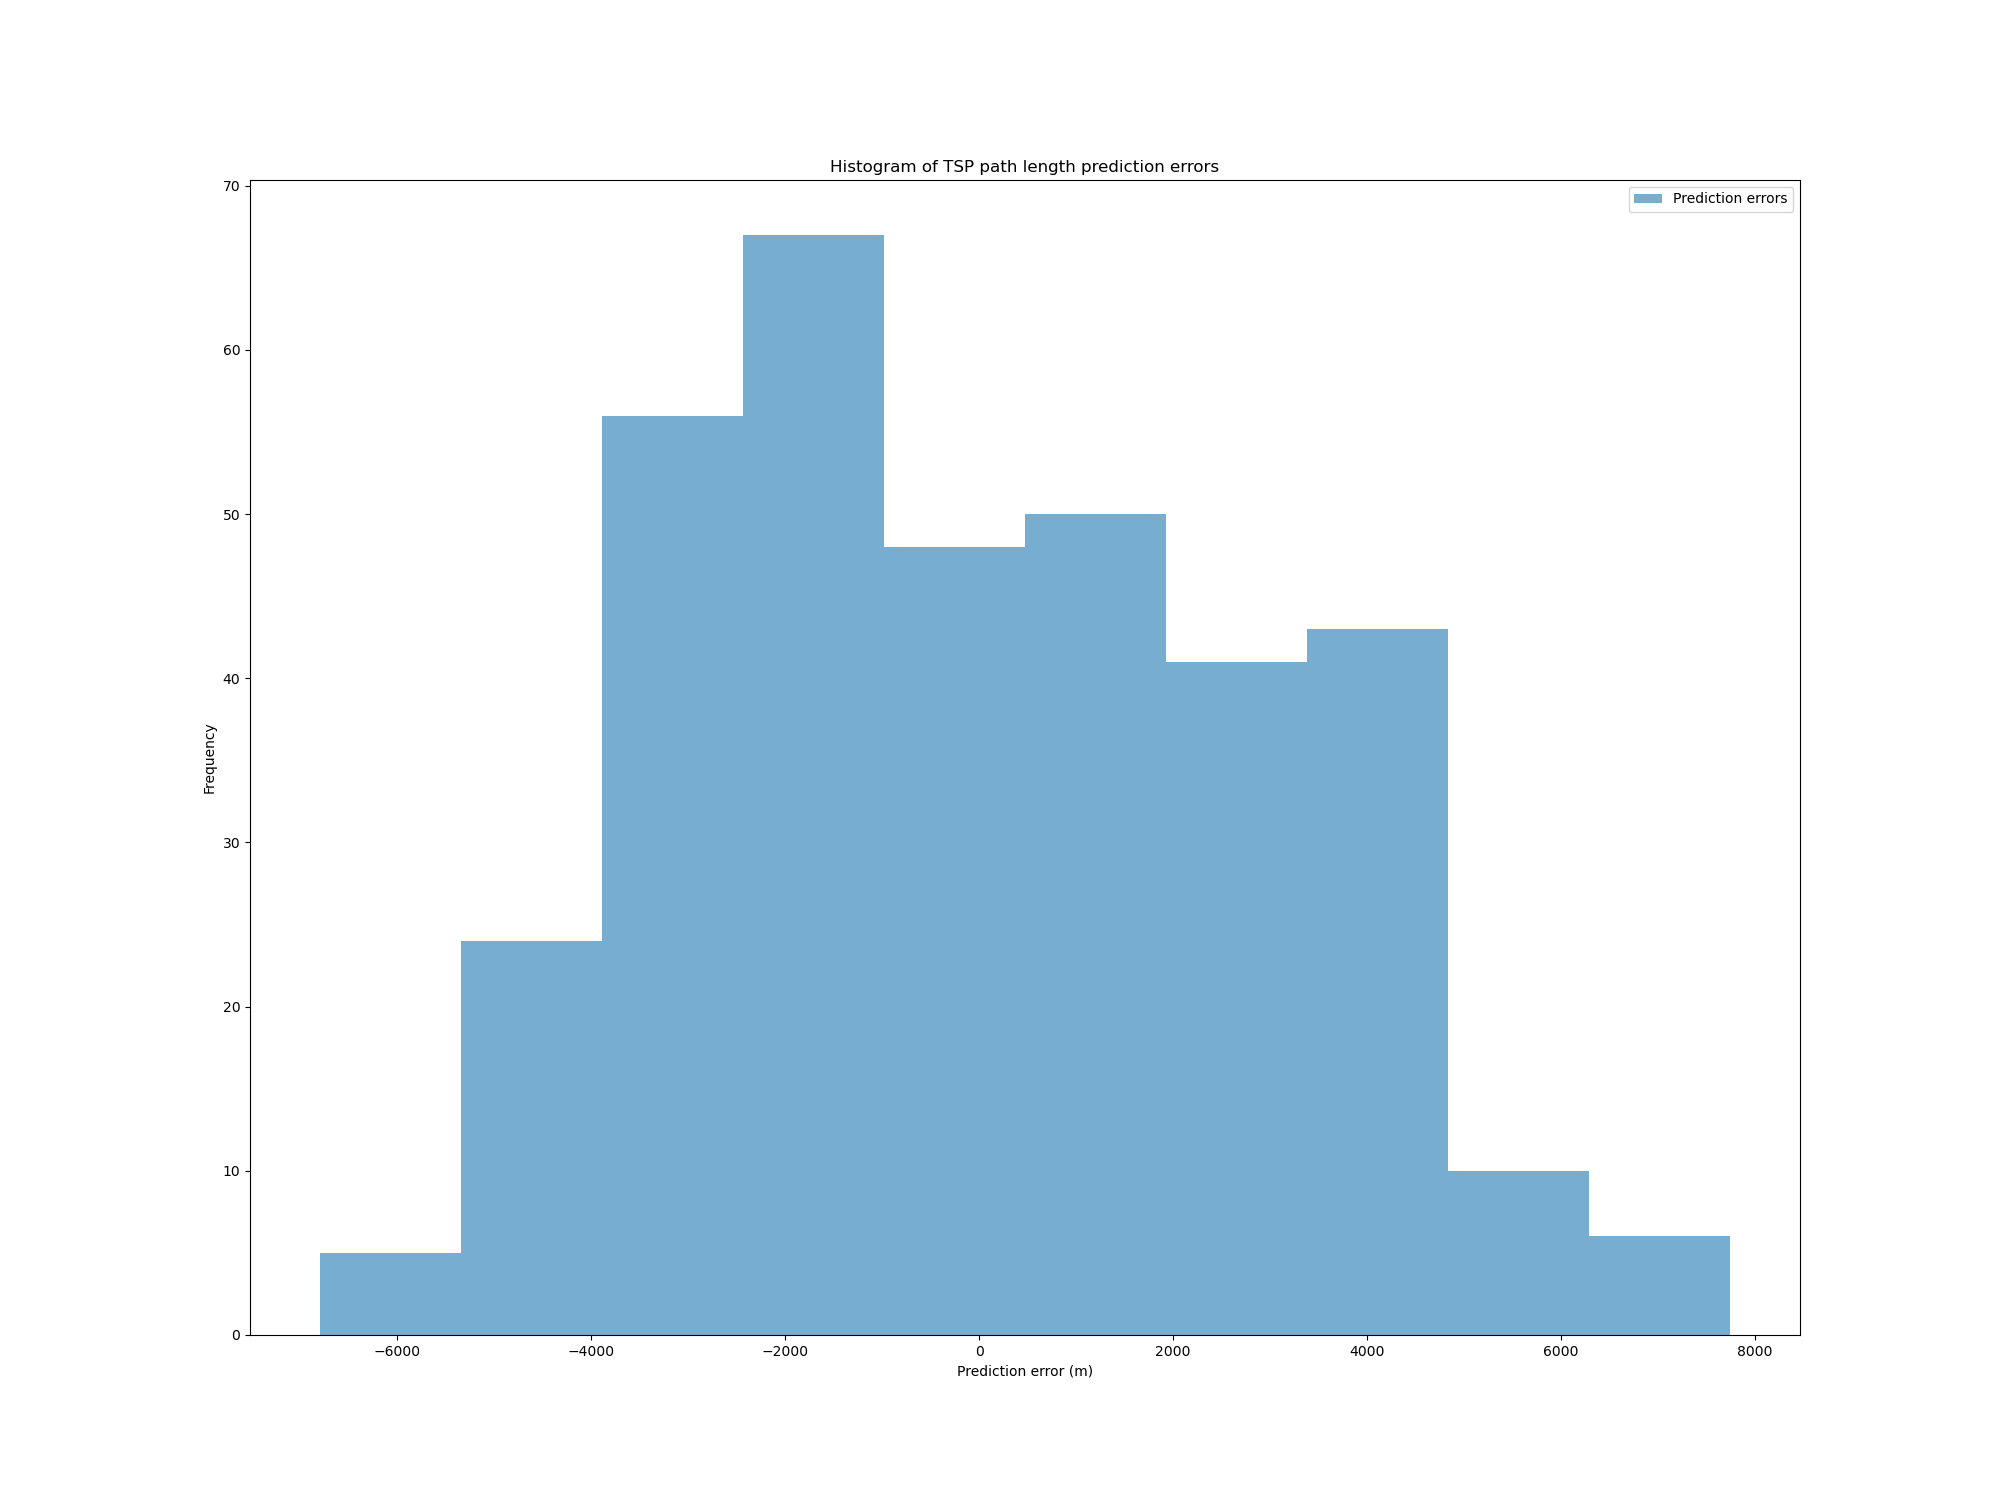 Histogram of TSP path length prediction errors
Prediction errors
70
60
50
40
30
20
10
0
Frequency
−6000 −4000 −2000 0 2000 4000 6000 8000
Prediction error (m)